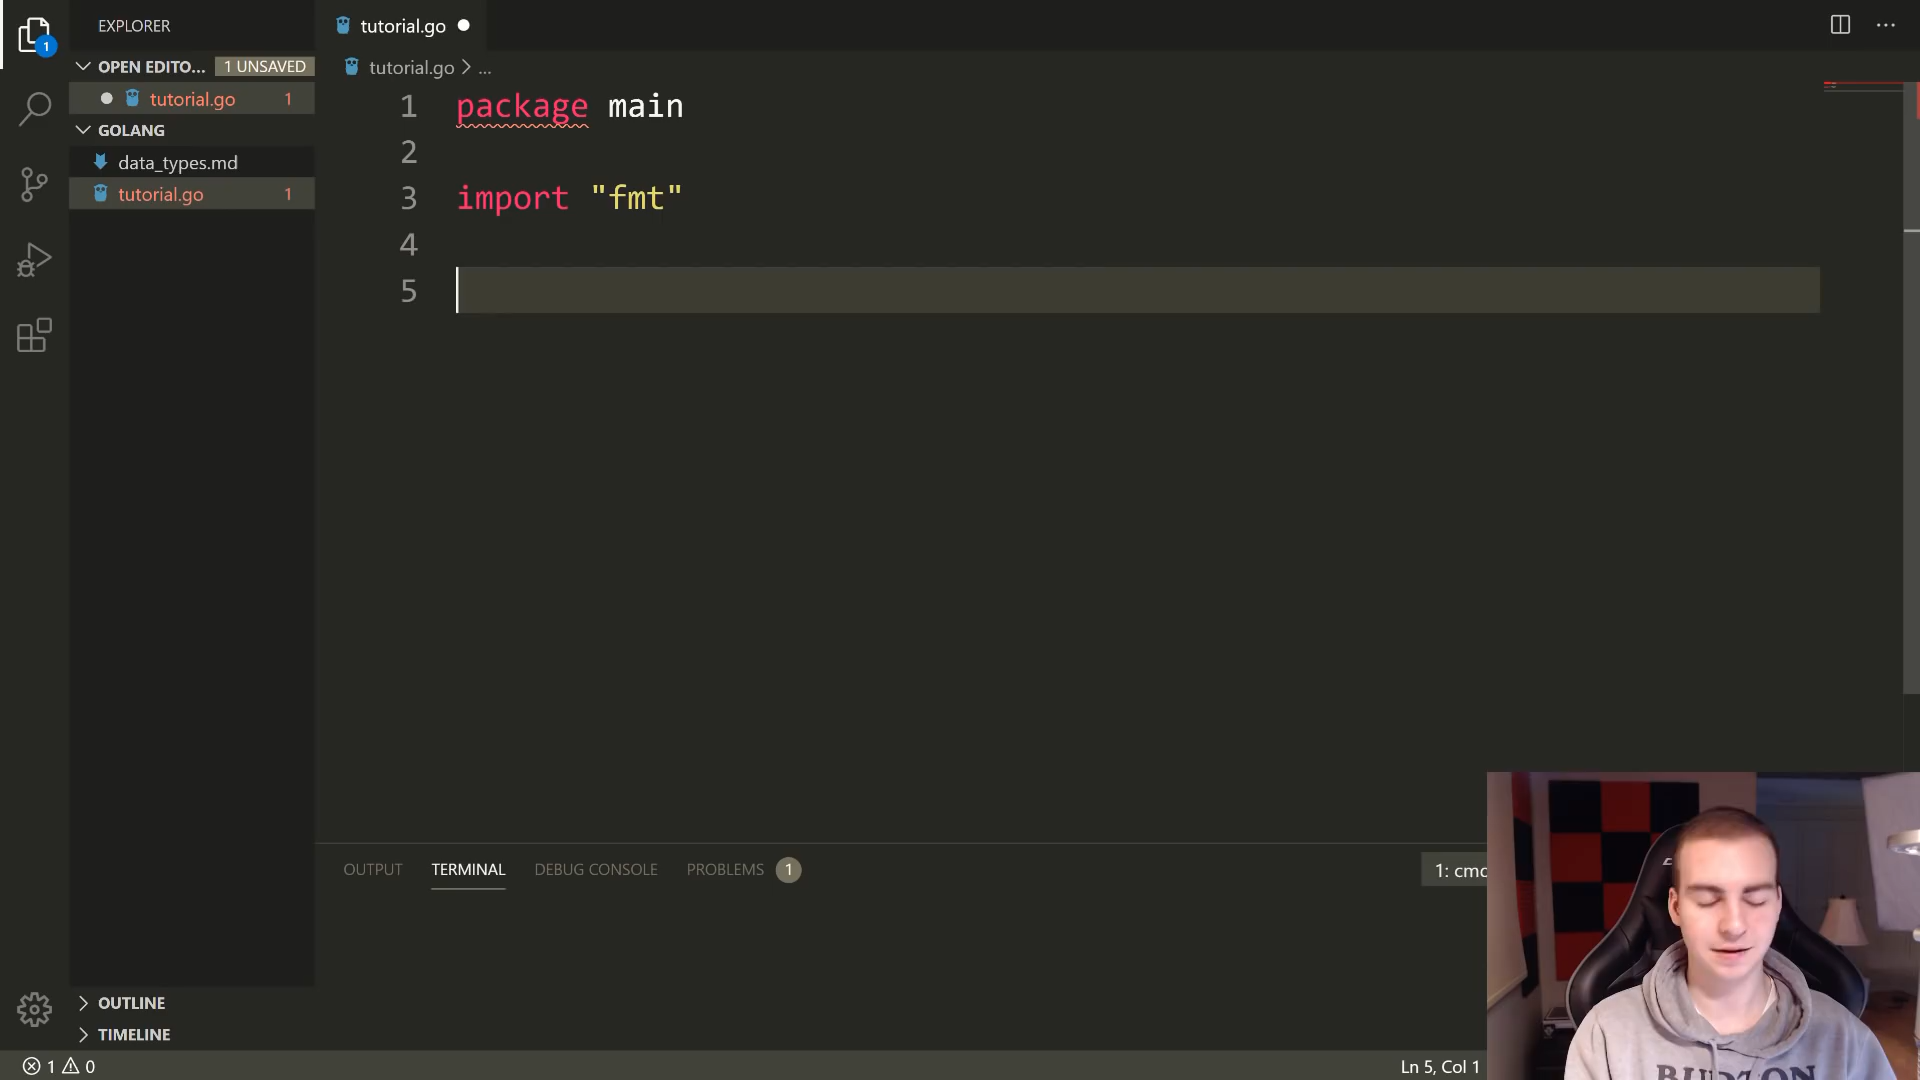 EXPLORER
tutorial.go
1
OPEN EDITO... 1 UNSAVED
tutorial.go 1
GOLANG
data_types.md
tutorial.go 1
tutorial.go > ...
1 package main
2
3 import "fmt"
4
5
OUTPUT TERMINAL DEBUG CONSOLE PROBLEMS 1
1: cmd
OUTLINE
TIMELINE
1 0
Ln 5, Col 1